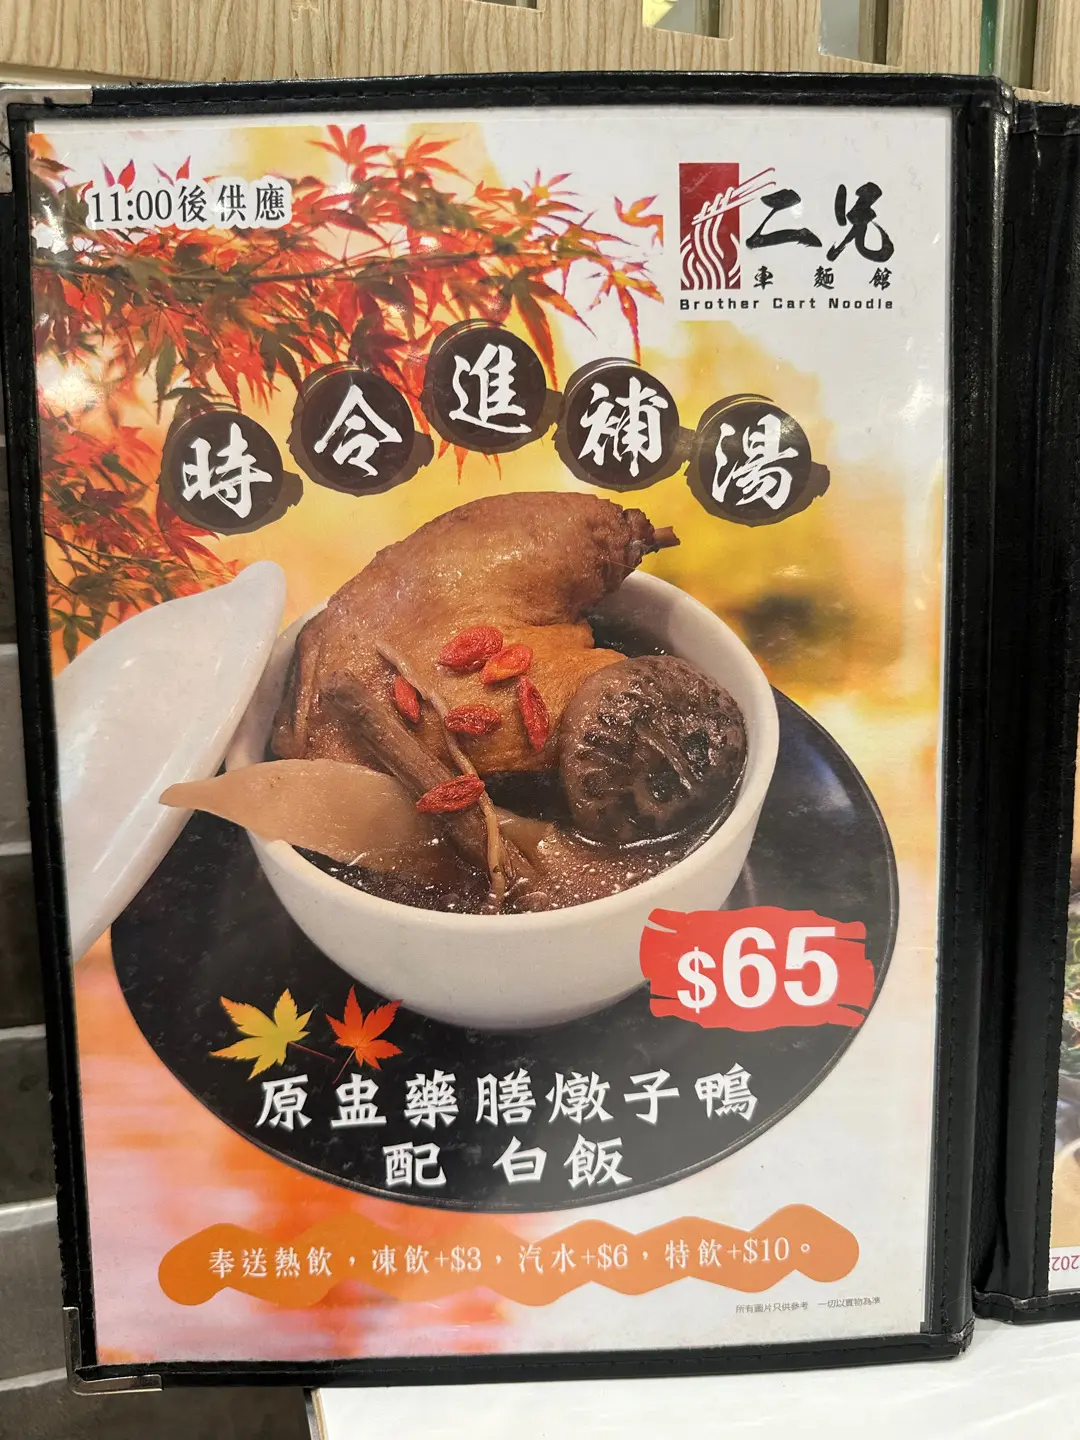 11:00後供應
二兄
車麵館
Brother Cart Noodle
時令進補湯
$65
原盅藥膳燉子鴨
配 白飯
奉送熱飲，凍飲+$3，汽水+$6，特飲+$10。
所有圖片只供參考 一切以實物為準